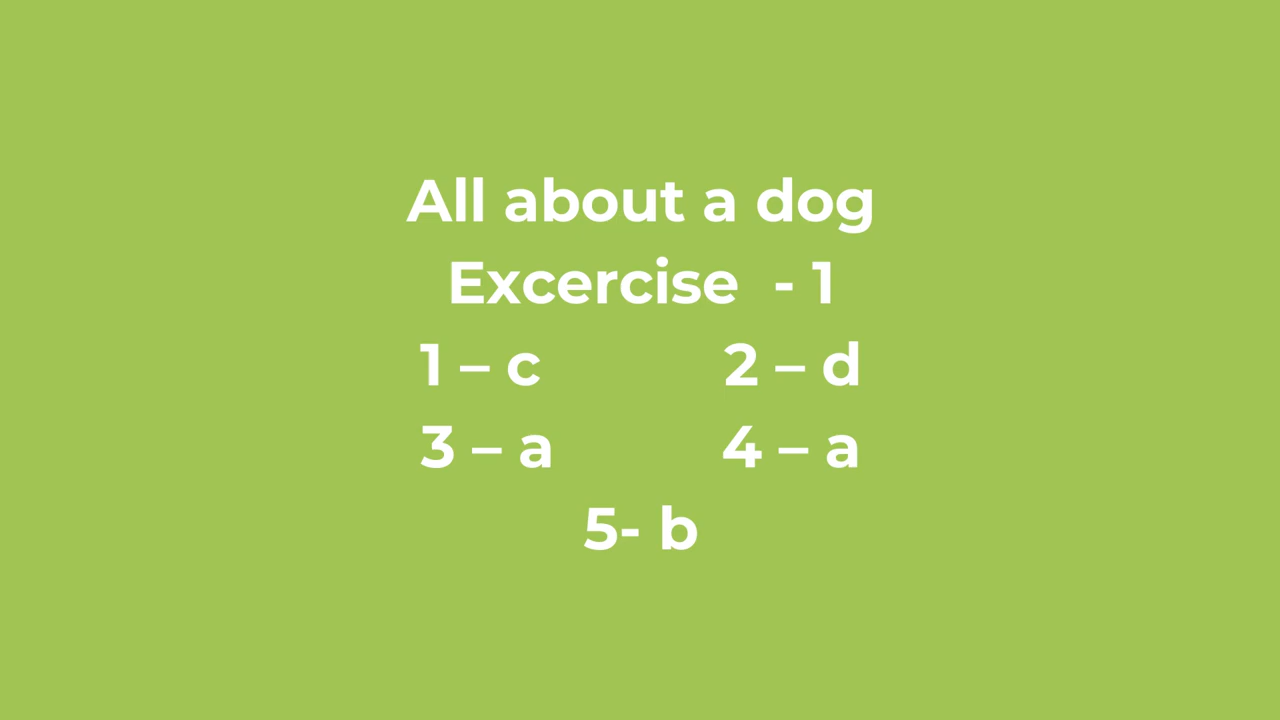 All about a dog
Excercise - 1
1 – c 2 – d
3 – a 4 – a
5- b